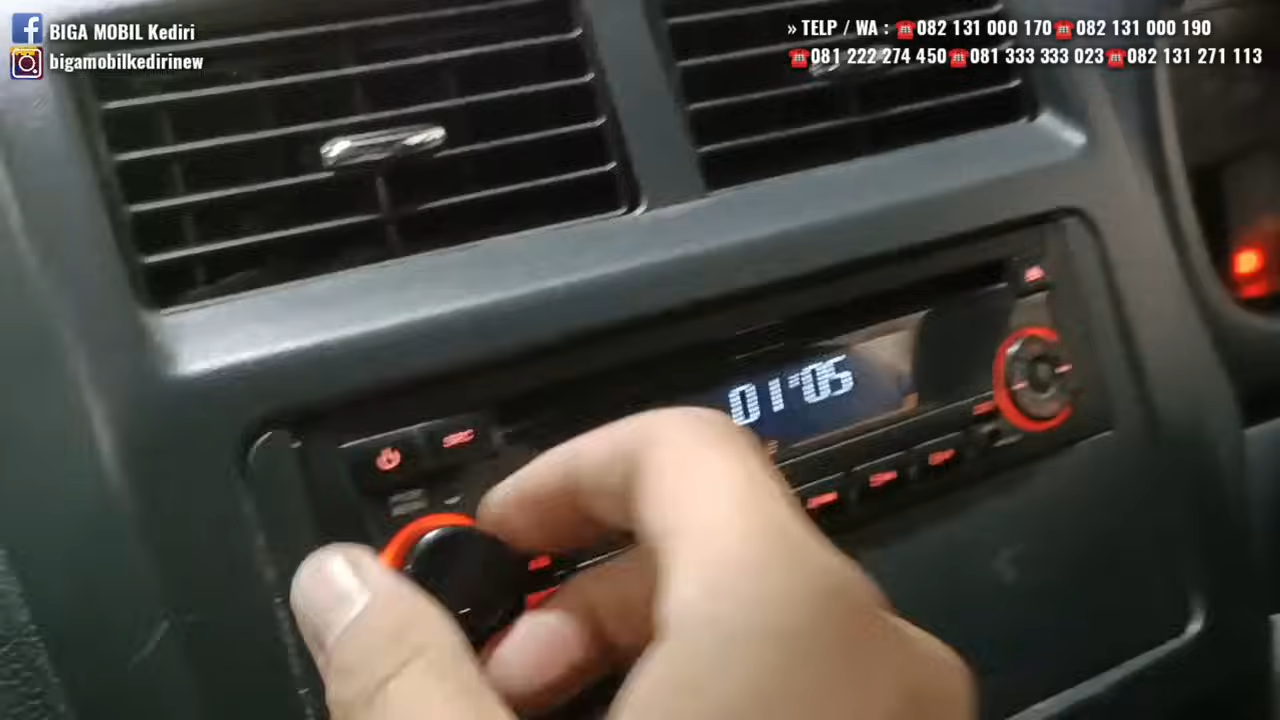 BIGA MOBIL Kediri
bigamobilkedirinew
» TELP / WA : ☎082 131 000 170☎082 131 000 190
☎081 222 274 450☎081 333 333 023☎082 131 271 113
SRC
01:05